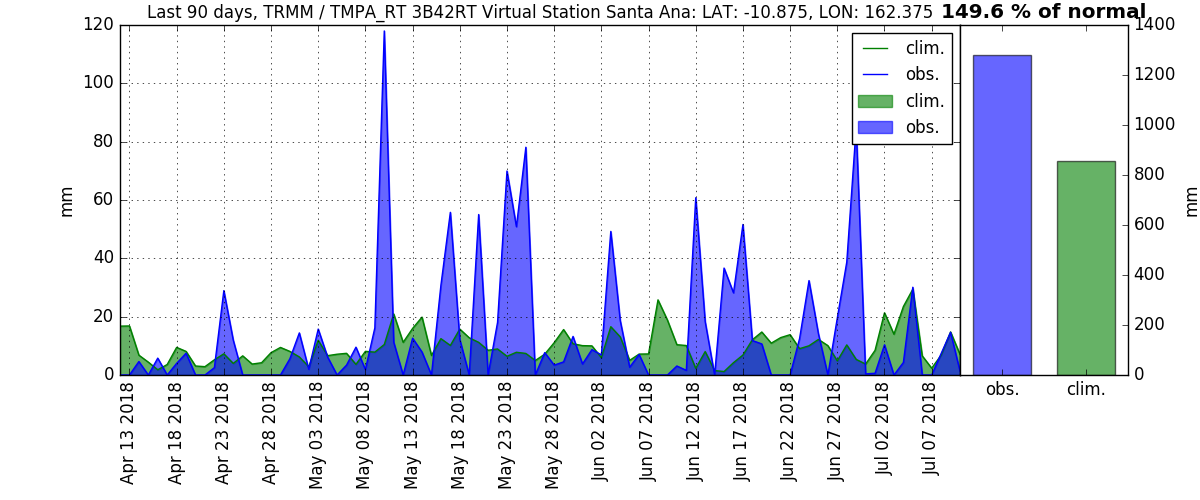 Last 90 days, TRMM / TMPA_RT 3B42RT Virtual Station Santa Ana: LAT: -10.875, LON: 162.375 149.6 % of normal
120
100
80
60
40
20
0
mm
clim.
obs.
clim.
obs.
1400
1200
1000
800
600
400
200
0
mm
obs. clim.
Apr 13 2018
Apr 18 2018
Apr 23 2018
Apr 28 2018
May 03 2018
May 08 2018
May 13 2018
May 18 2018
May 23 2018
May 28 2018
Jun 02 2018
Jun 07 2018
Jun 12 2018
Jun 17 2018
Jun 22 2018
Jun 27 2018
Jul 02 2018
Jul 07 2018